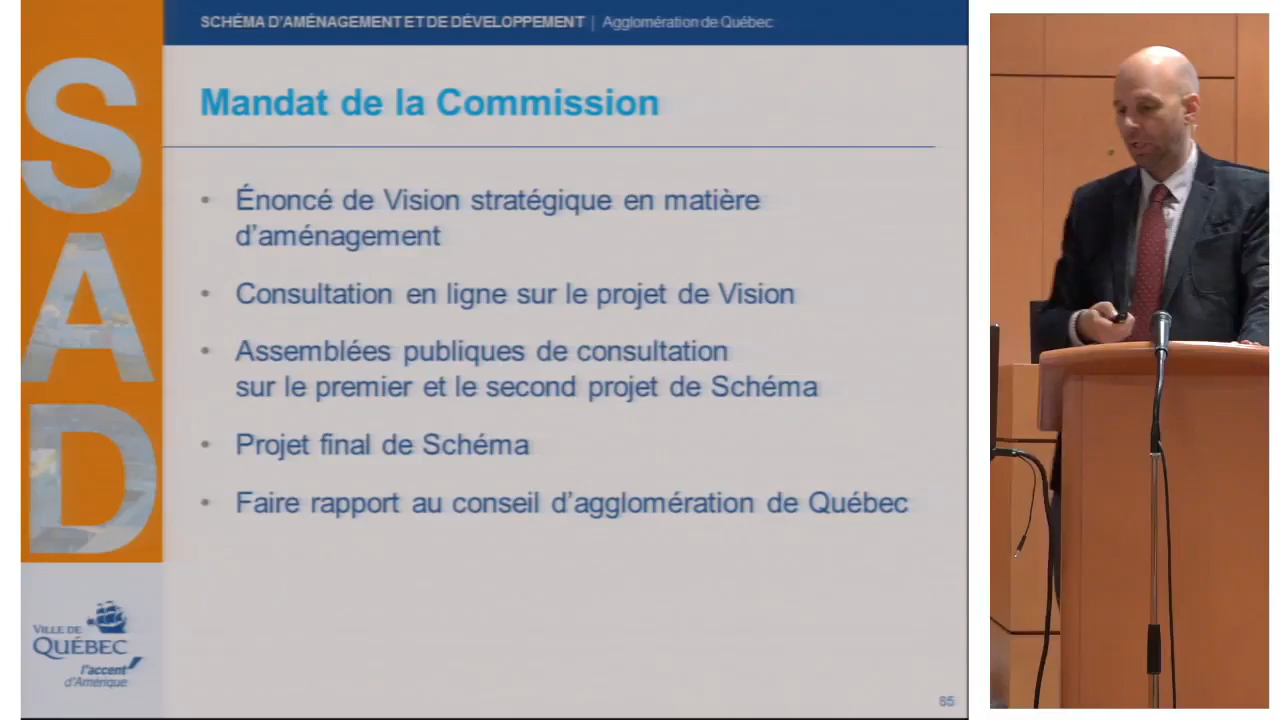 SCHÉMA D'AMÉNAGEMENT ET DE DÉVELOPPEMENT | Agglomération de Québec
SAD
Mandat de la Commission
• Énoncé de Vision stratégique en matière
d'aménagement
• Consultation en ligne sur le projet de Vision
• Assemblées publiques de consultation
sur le premier et le second projet de Schéma
• Projet final de Schéma
• Faire rapport au conseil d'agglomération de Québec
VILLE DE
QUÉBEC
l'accent
d'Amérique
65